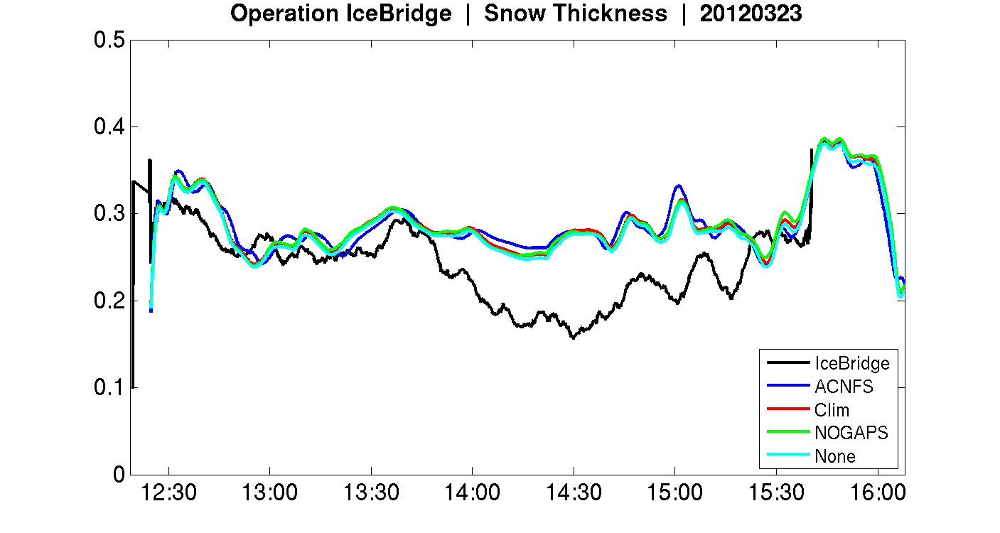 Operation IceBridge | Snow Thickness | 20120323
0.5
0.4
0.3
0.2
0.1
0
IceBridge
ACNFS
Clim
NOGAPS
None
12:30 13:00 13:30 14:00 14:30 15:00 15:30 16:00